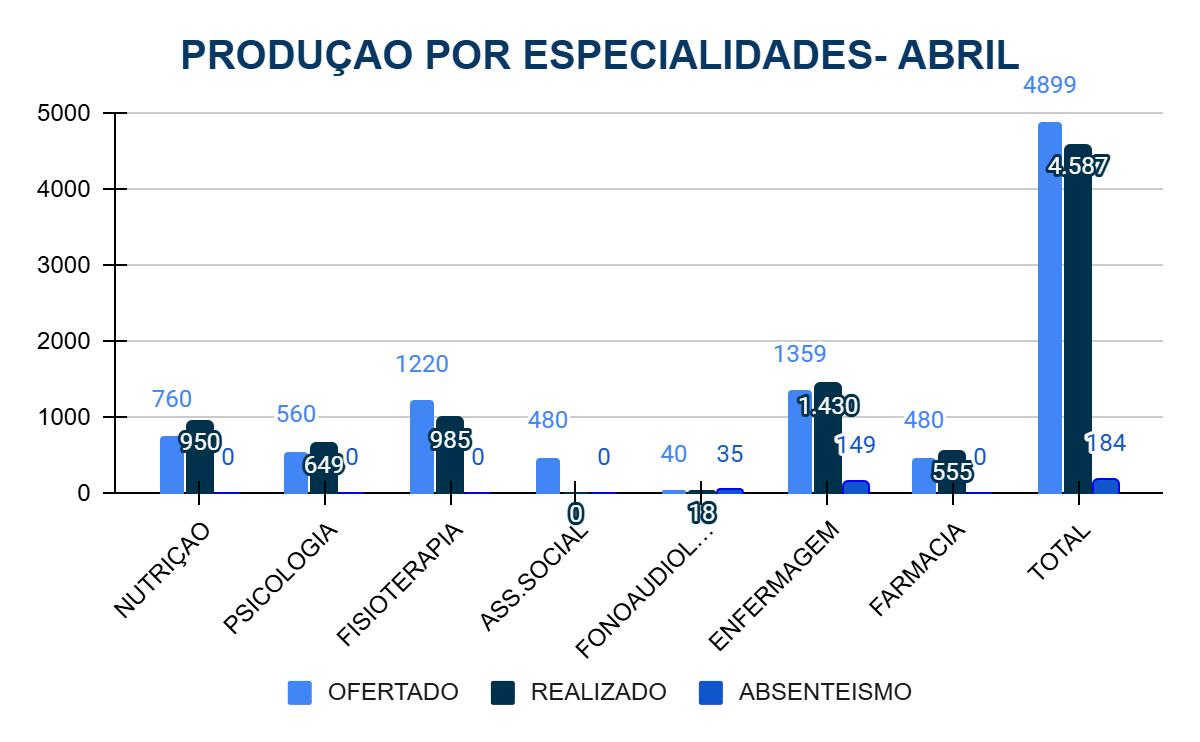 PRODUÇAO POR ESPECIALIDADES- ABRIL
5000
4000
3000
2000
1000
0
760
950
0
560
649
0
1220
985
0
480
0
0
40
18
35
1359
1.430
149
480
555
0
4899
4.587
184
NUTRIÇAO
PSICOLOGIA
FISIOTERAPIA
ASS.SOCIAL
FONOAUDIOL...
ENFERMAGEM
FARMACIA
TOTAL
OFERTADO
REALIZADO
ABSENTEISMO